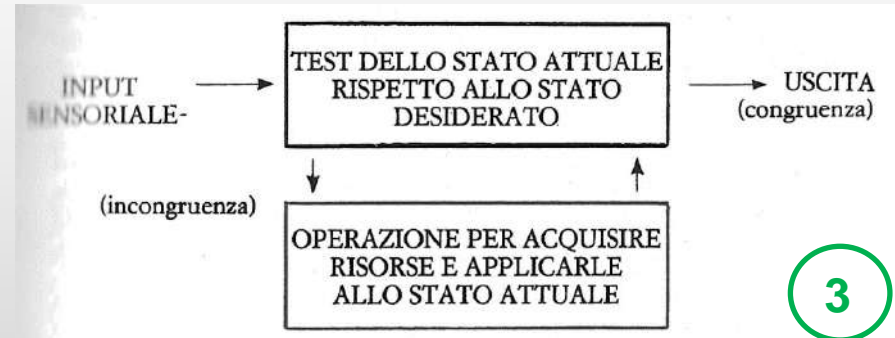 INPUT
SENSORIALE-
TEST DELLO STATO ATTUALE
RISPETTO ALLO STATO
DESIDERATO
USCITA
(congruenza)
(incongruenza)
OPERAZIONE PER ACQUISIRE
RISORSE E APPLICARLE
ALLO STATO ATTUALE
3